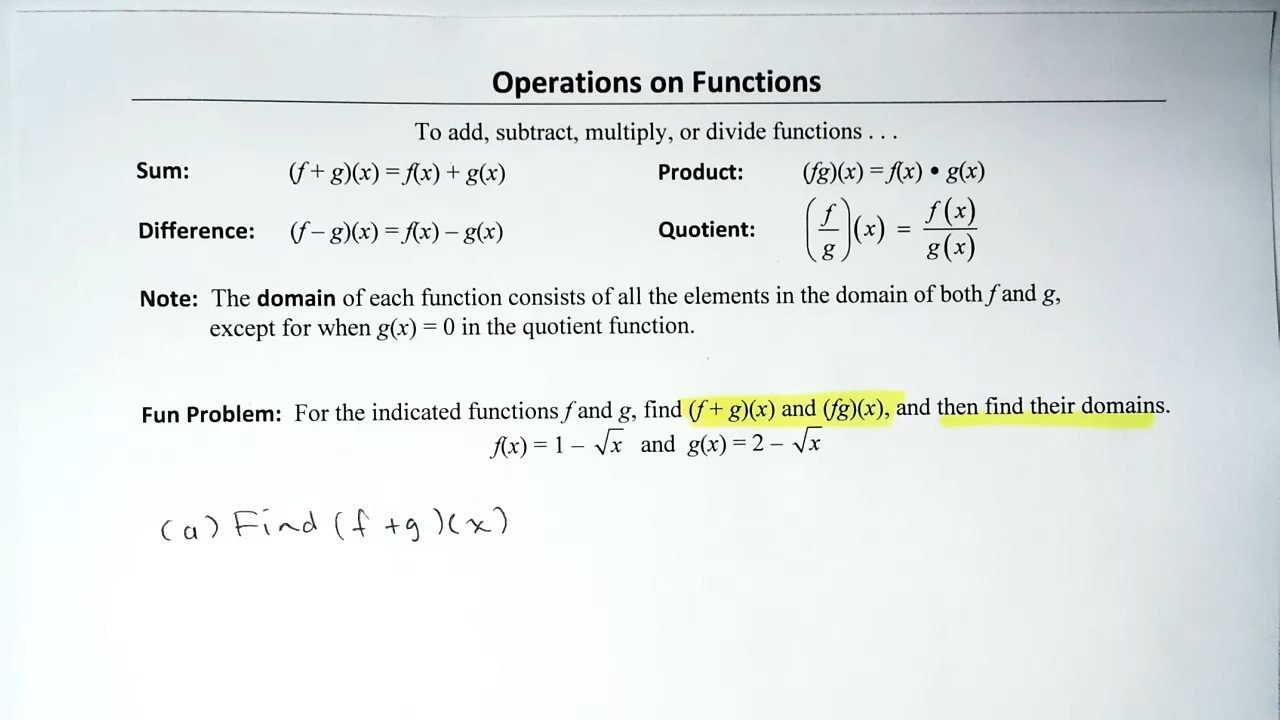 Operations on Functions
To add, subtract, multiply, or divide functions . . .
Sum: (f + g)(x) = f(x) + g(x) Product: (fg)(x) = f(x) • g(x)
Difference: (f – g)(x) = f(x) – g(x) Quotient: (f/g)(x) = f(x)/g(x)
Note: The domain of each function consists of all the elements in the domain of both f and g,
except for when g(x) = 0 in the quotient function.
Fun Problem: For the indicated functions f and g, find (f + g)(x) and (fg)(x), and then find their domains.
f(x) = 1 – √x and g(x) = 2 – √x
(a) Find (f + g)(x)